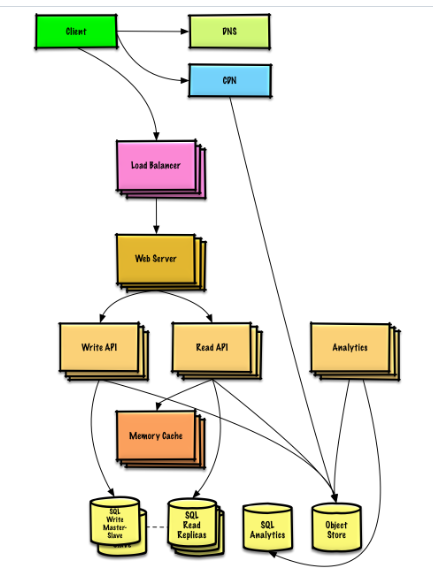 Client
DNS
CDN
Load Balancer
Web Server
Write API
Read API
Analytics
Memory Cache
SQL
Write
Master-
Slave
SQL
Read
Replicas
SQL
Analytics
Object
Store